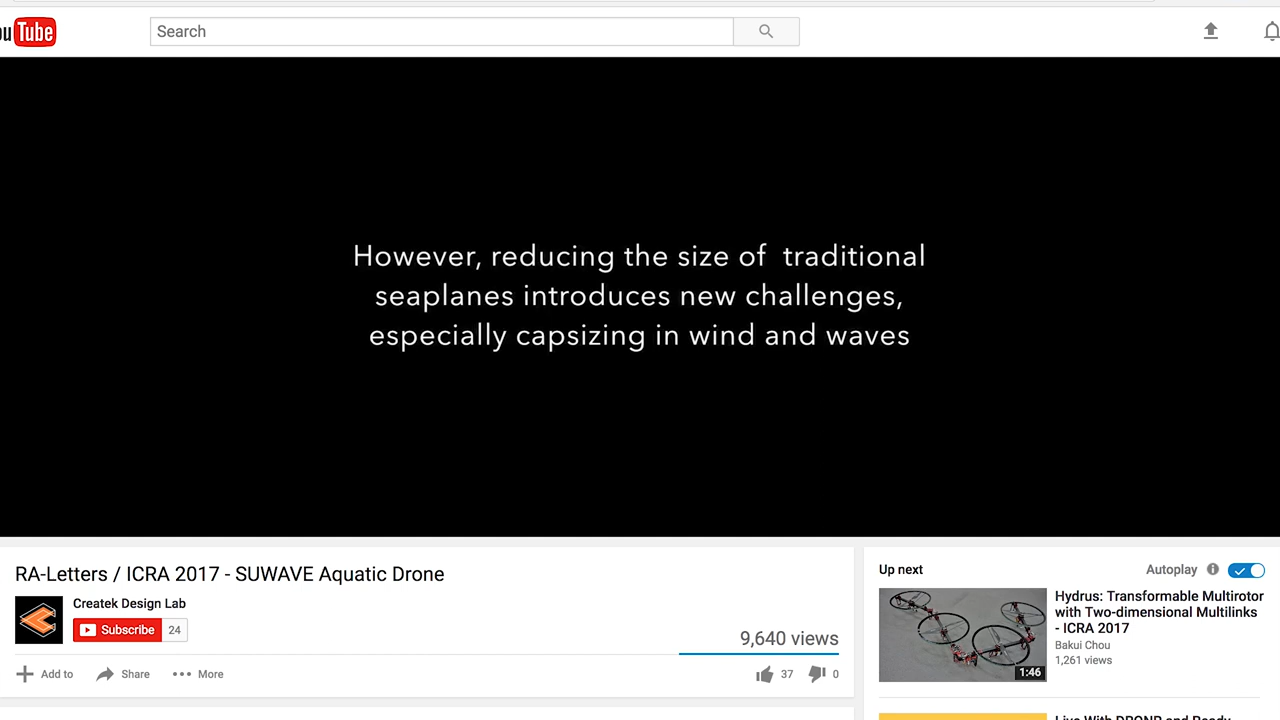 ou Tube
Search
However, reducing the size of  traditional
seaplanes introduces new challenges,
especially capsizing in wind and waves
RA-Letters / ICRA 2017 - SUWAVE Aquatic Drone
Createk Design Lab
Subscribe 24
9,640 views
Add to Share More 37 0
Up next Autoplay
Hydrus: Transformable Multirotor
with Two-dimensional Multilinks
- ICRA 2017
Bakui Chou
1,261 views
1:46